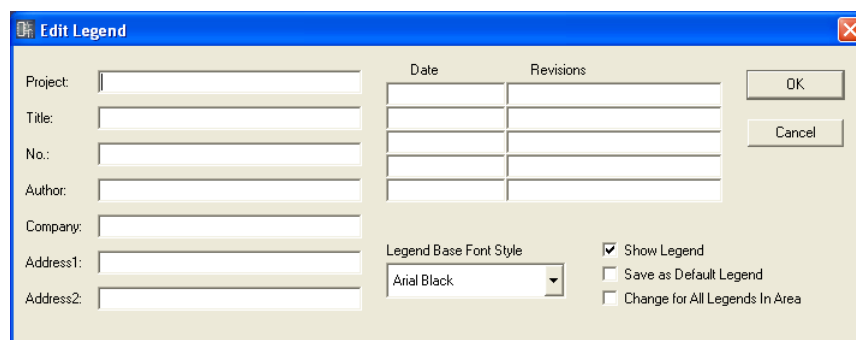 Edit Legend
Project:
Title:
No.:
Author:
Company:
Address1:
Address2:
Date Revisions
Legend Base Font Style
Arial Black
Show Legend
Save as Default Legend
Change for All Legends In Area
OK
Cancel